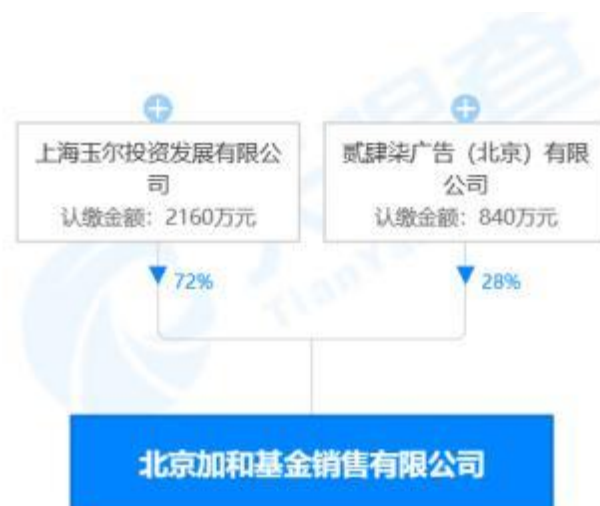 上海玉尔投资发展有限公
司
认缴金额：2160万元
贰肆柒广告（北京）有限
公司
认缴金额：840万元
72%
28%
北京加和基金销售有限公司